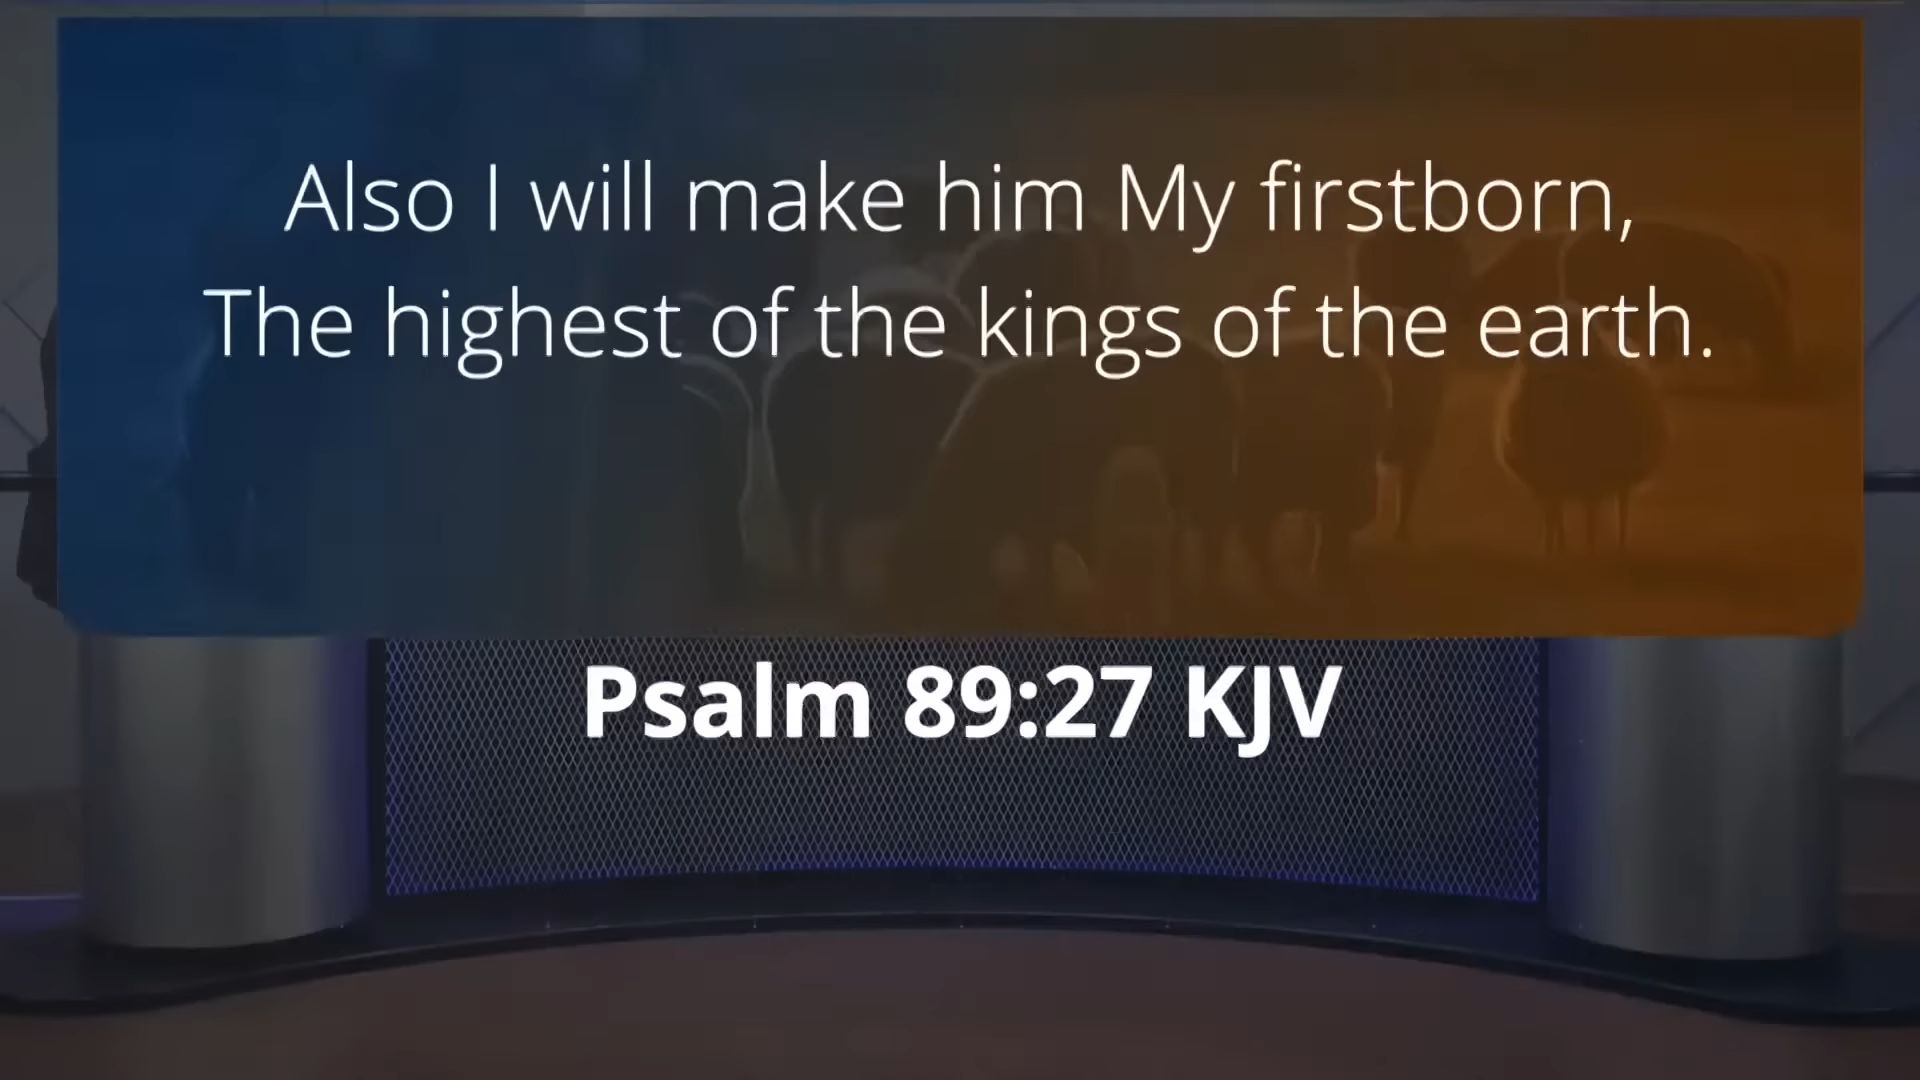 Also I will make him My firstborn,
The highest of the kings of the earth.
Psalm 89:27 KJV